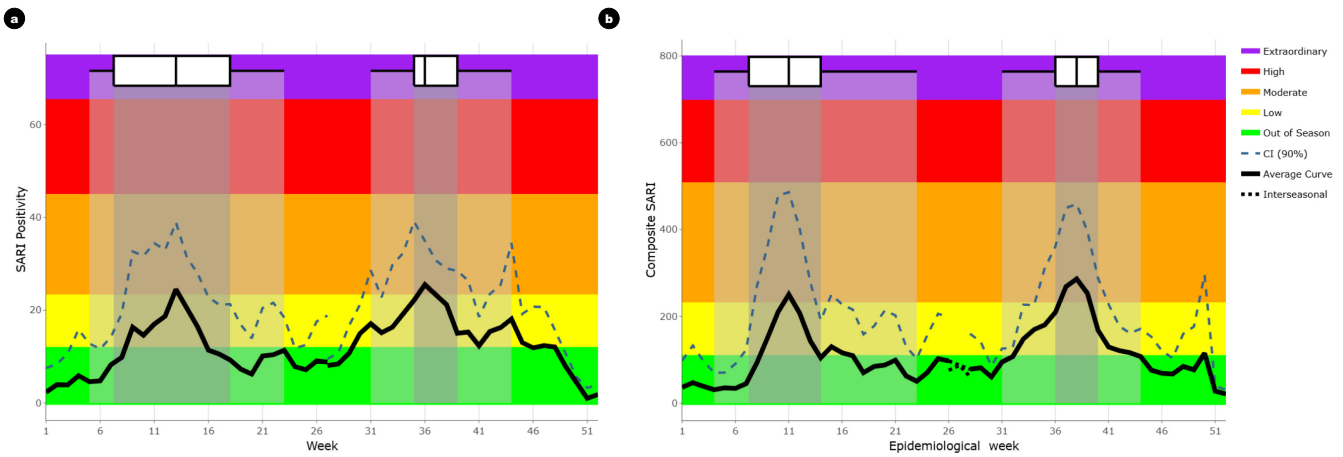 a
SARI Positivity
60
40
20
0
1 6 11 16 21 26 31 36 41 46 51
Week
b
Composite SARI
800
600
400
200
0
1 6 11 16 21 26 31 36 41 46 51
Epidemiological week
Extraordinary
High
Moderate
Low
Out of Season
CI (90%)
Average Curve
Interseasonal